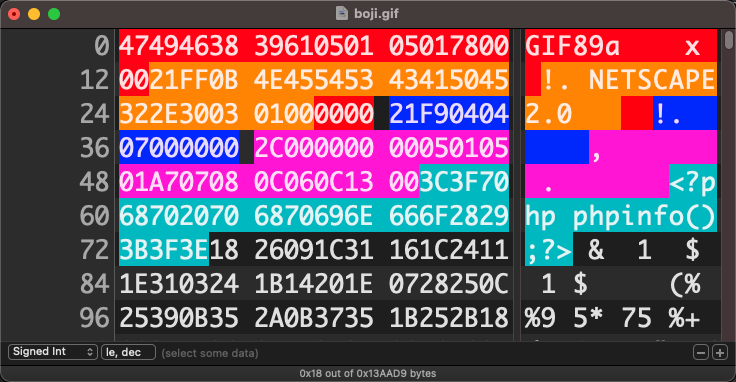 boji.gif
0 47494638 39610501 05017800 GIF89a x
12 0021FF0B 4E455453 43415045 !. NETSCAPE
24 322E3003 01000000 21F90404 2.0 !.
36 07000000 2C000000 00050105 ,
48 01A70708 0C060C13 003C3F70 . <?p
60 68702070 6870696E 666F2829 hp phpinfo()
72 3B3F3E18 26091C31 161C2411 ;?> & 1 $
84 1E310324 1B14201E 0728250C 1 $ (%
96 25390B35 2A0B3735 1B252B18 %9 5* 75 %+
Signed Int le, dec (select some data)
0x18 out of 0x13AAD9 bytes